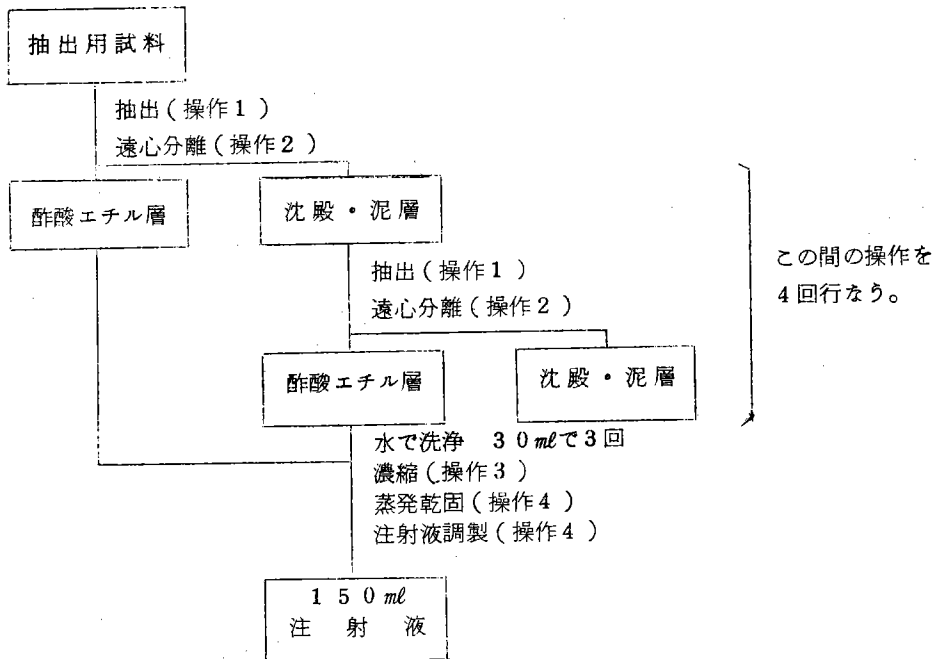 抽出用試料
抽出(操作1)
遠心分離(操作2)
酢酸エチル層
沈殿・泥層
抽出(操作1)
遠心分離(操作2)
この間の操作を
4回行なう。
酢酸エチル層
沈殿・泥層
水で洗浄 30mlで3回
濃縮(操作3)
蒸発乾固(操作4)
注射液調製(操作4)
150ml
注射液